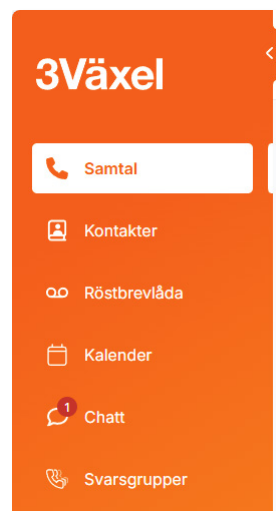 3Växel
Samtal
Kontakter
Röstbrevlåda
Kalender
1
Chatt
Svarsgrupper